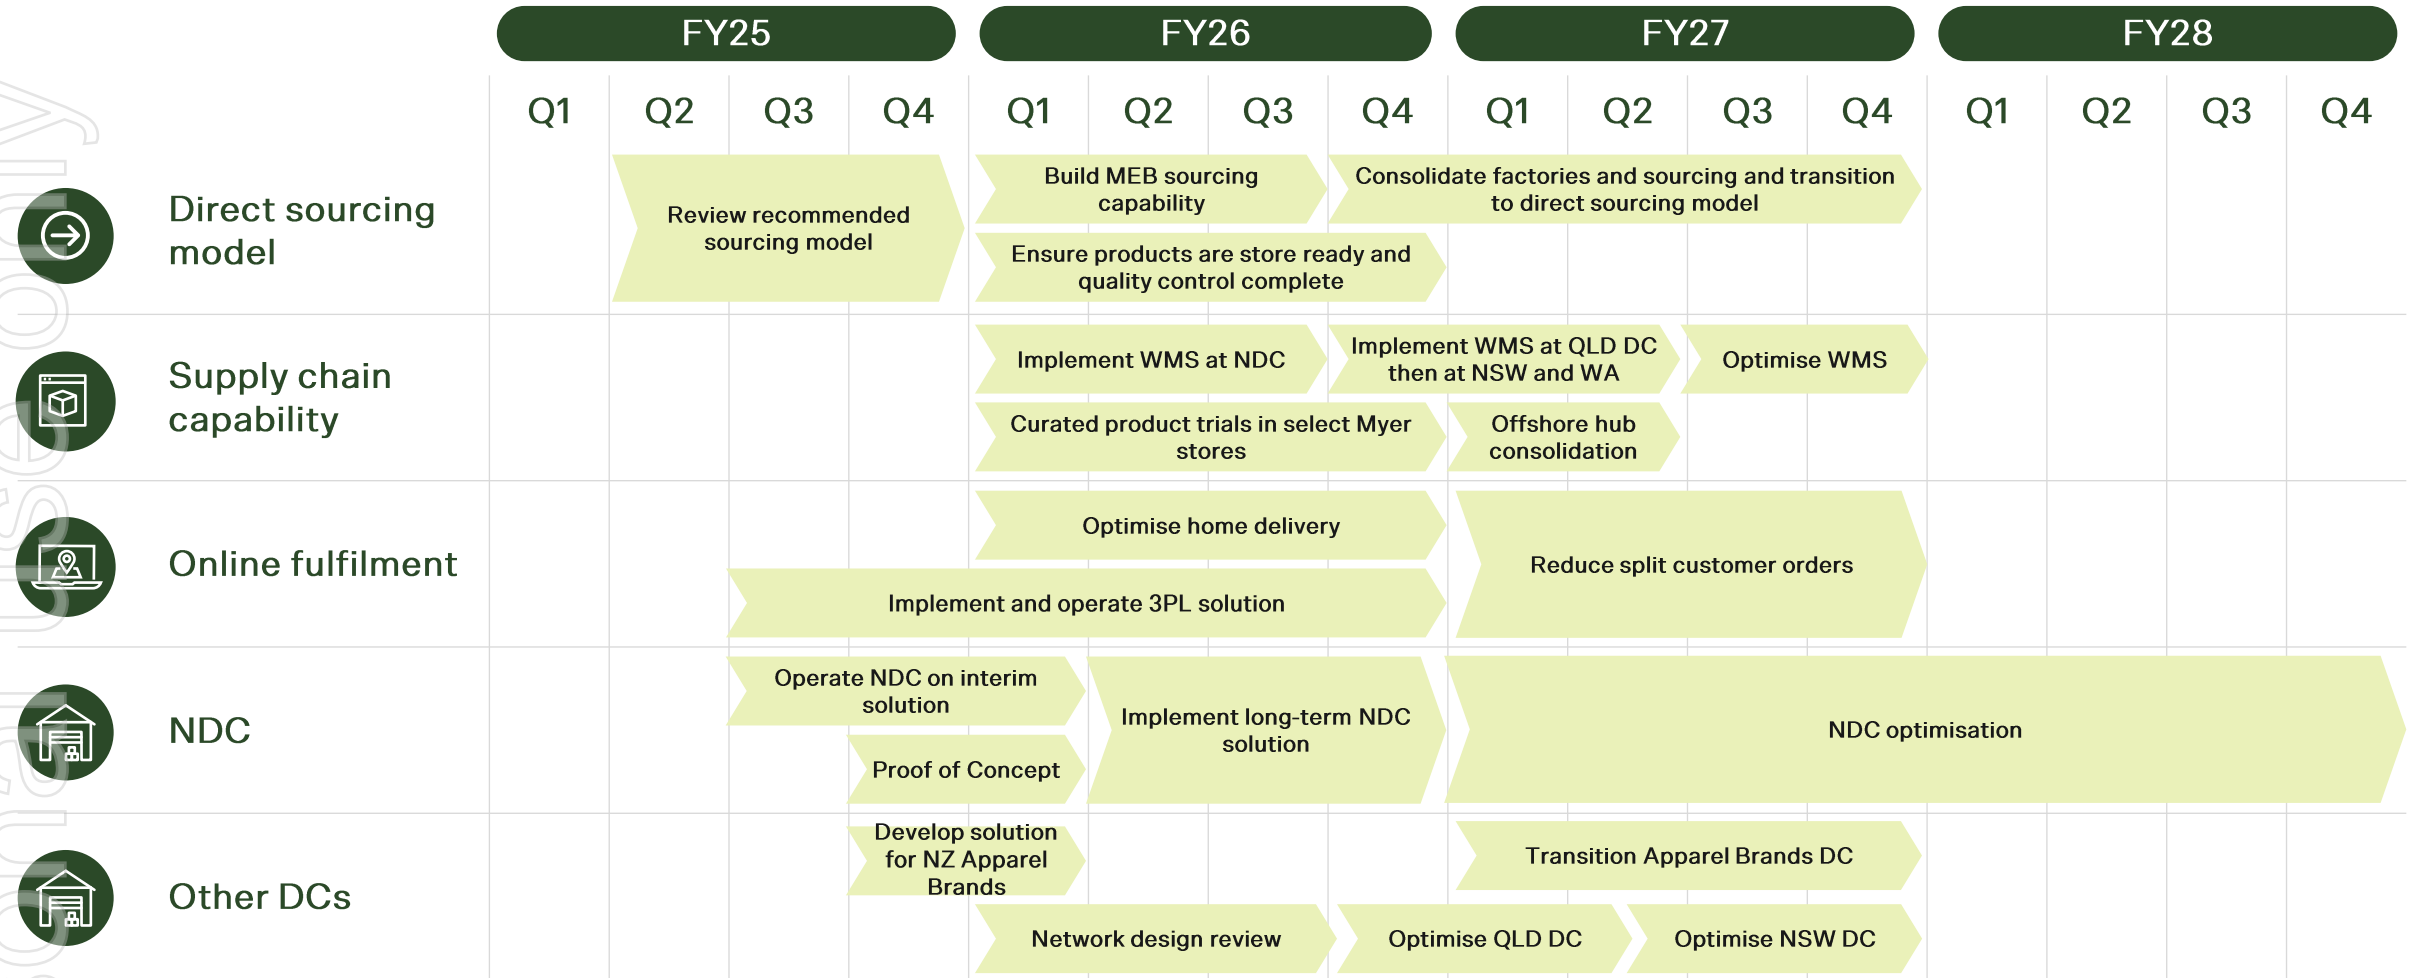 FY25 FY26 FY27 FY28
Q1 Q2 Q3 Q4 Q1 Q2 Q3 Q4 Q1 Q2 Q3 Q4 Q1 Q2 Q3 Q4
Direct sourcing
model
Review recommended
sourcing model
Build MEB sourcing
capability
Consolidate factories and sourcing and transition
to direct sourcing model
Ensure products are store ready and
quality control complete
Supply chain
capability
Implement WMS at NDC
Implement WMS at QLD DC
then at NSW and WA
Optimise WMS
Curated product trials in select Myer
stores
Offshore hub
consolidation
Online fulfilment
Optimise home delivery
Implement and operate 3PL solution
Reduce split customer orders
NDC
Operate NDC on interim
solution
Proof of Concept
Implement long-term NDC
solution
NDC optimisation
Other DCs
Develop solution
for NZ Apparel
Brands
Transition Apparel Brands DC
Network design review
Optimise QLD DC
Optimise NSW DC
use only